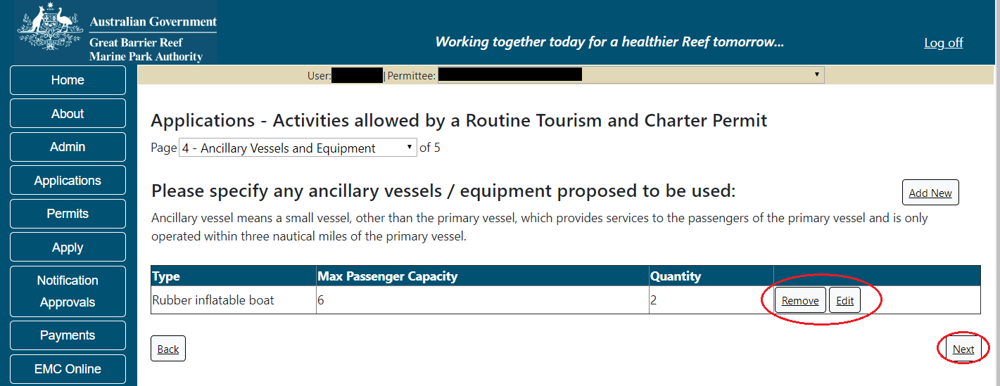 Australian Government
Great Barrier Reef
Marine Park Authority
Working together today for a healthier Reef tomorrow...
Log off
User: | Permittee:
Home
About
Admin
Applications
Permits
Apply
Notification
Approvals
Payments
EMC Online
Applications - Activities allowed by a Routine Tourism and Charter Permit
Page 4 - Ancillary Vessels and Equipment of 5
Please specify any ancillary vessels / equipment proposed to be used:
Add New
Ancillary vessel means a small vessel, other than the primary vessel, which provides services to the passengers of the primary vessel and is only
operated within three nautical miles of the primary vessel.
Type Max Passenger Capacity Quantity
Rubber inflatable boat 6 2 Remove Edit
Back Next